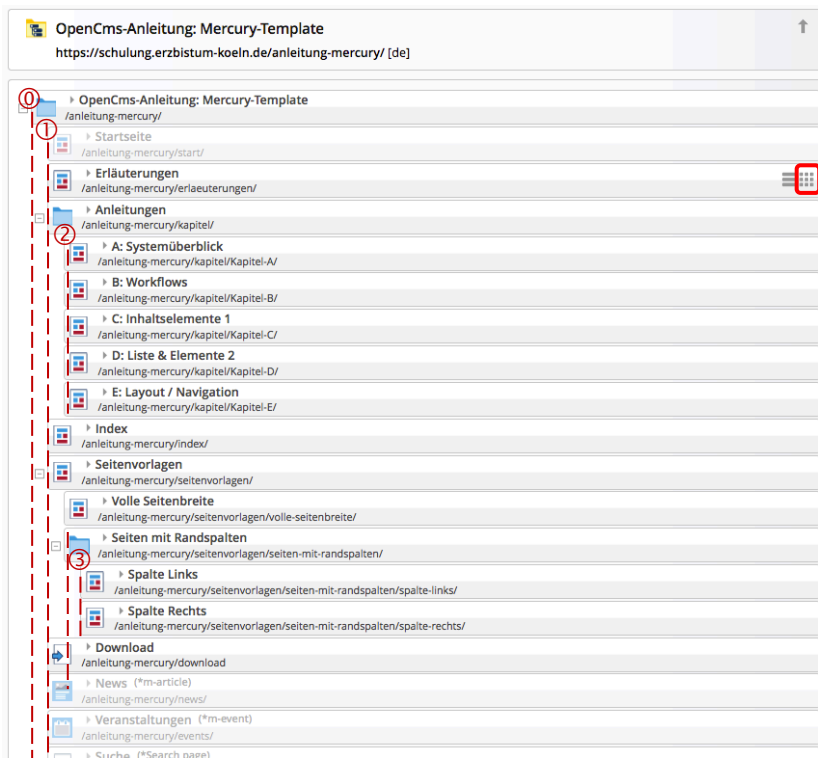 OpenCms-Anleitung: Mercury-Template
https://schulung.erzbistum-koeln.de/anleitung-mercury/ [de]
⓪ OpenCms-Anleitung: Mercury-Template
/anleitung-mercury/
① Startseite
/anleitung-mercury/start/
Erläuterungen
/anleitung-mercury/erlaeuterungen/
Anleitungen
/anleitung-mercury/kapitel/
②
A: Systemüberblick
/anleitung-mercury/kapitel/Kapitel-A/
B: Workflows
/anleitung-mercury/kapitel/Kapitel-B/
C: Inhaltselemente 1
/anleitung-mercury/kapitel/Kapitel-C/
D: Liste & Elemente 2
/anleitung-mercury/kapitel/Kapitel-D/
E: Layout / Navigation
/anleitung-mercury/kapitel/Kapitel-E/
Index
/anleitung-mercury/index/
Seitenvorlagen
/anleitung-mercury/seitenvorlagen/
Volle Seitenbreite
/anleitung-mercury/seitenvorlagen/volle-seitenbreite/
Seiten mit Randspalten
/anleitung-mercury/seitenvorlagen/seiten-mit-randspalten/
③
Spalte Links
/anleitung-mercury/seitenvorlagen/seiten-mit-randspalten/spalte-links/
Spalte Rechts
/anleitung-mercury/seitenvorlagen/seiten-mit-randspalten/spalte-rechts/
Download
/anleitung-mercury/download
News (*m-article)
/anleitung-mercury/news/
Veranstaltungen (*m-event)
/anleitung-mercury/events/
Suche (*Search page)